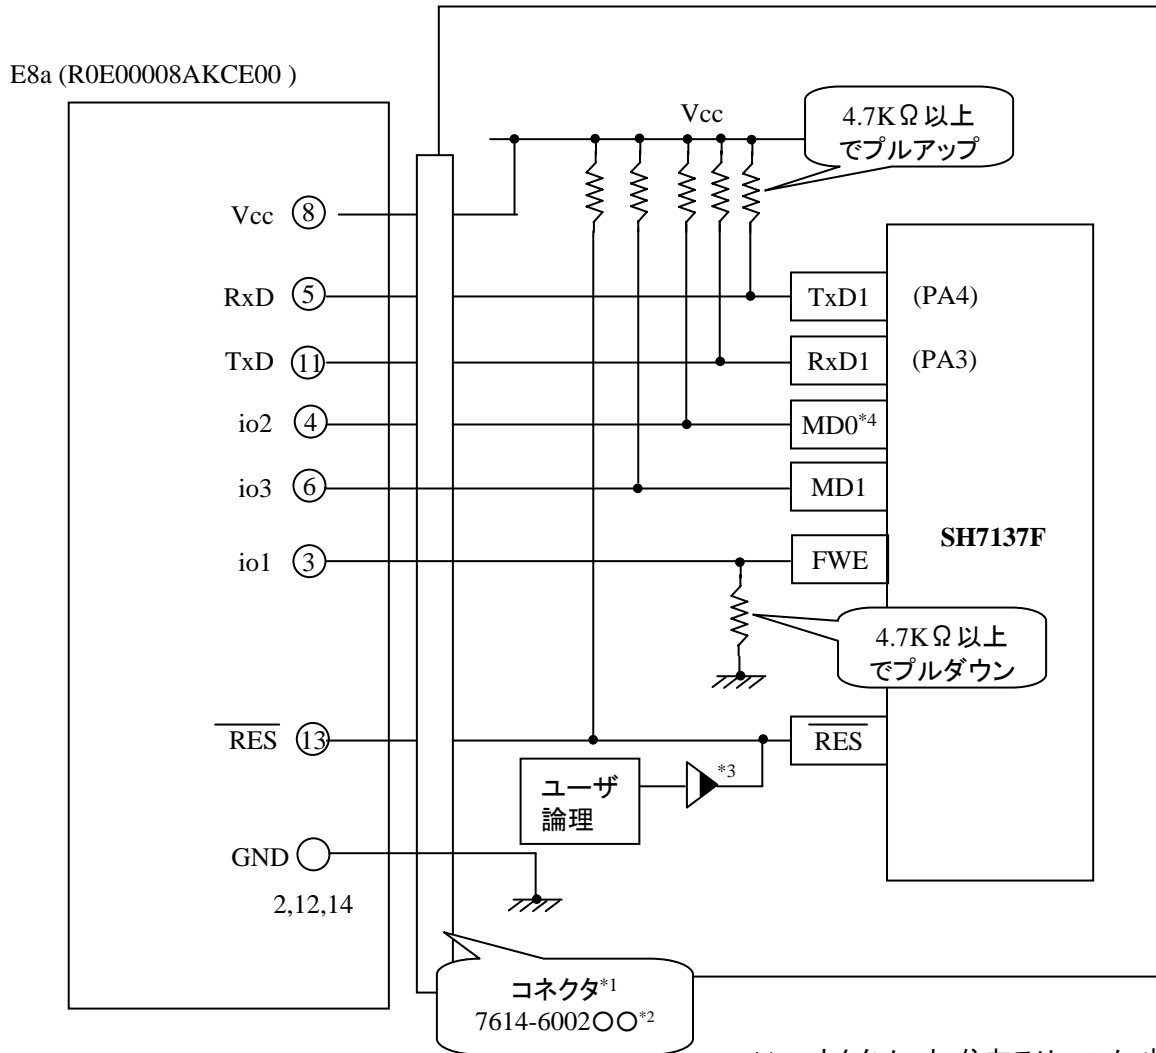 E8a (R0E00008AKCE00 )
Vcc
4.7KΩ以上
でプルアップ
Vcc ⑧
RxD ⑤
TxD1
(PA4)
TxD ⑪
RxD1
(PA3)
io2 ④
MD0*4
io3 ⑥
MD1
SH7137F
io1 ③
FWE
4.7KΩ以上
でプルダウン
RES ⑬
RES
*3
ユーザ
論理
GND ○
2,12,14
コネクタ*1
7614-6002○○*2